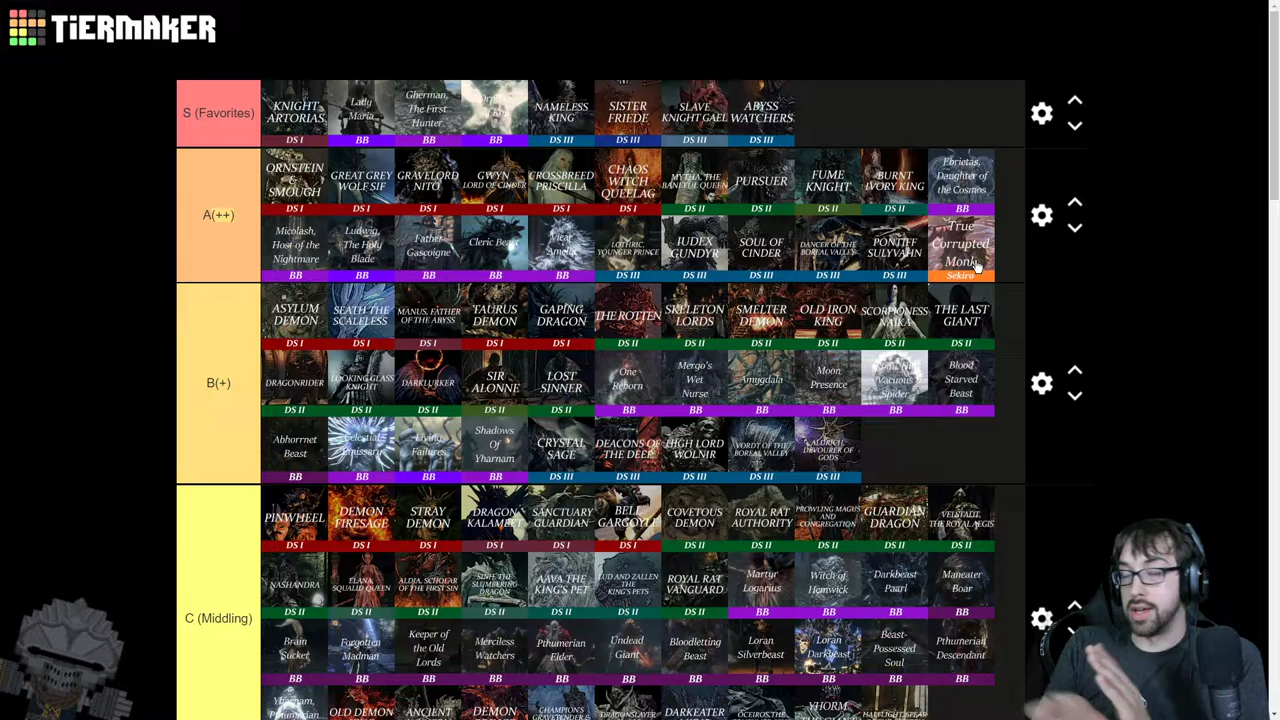 TIERMAKER
S (Favorites)
KNIGHT
ARTORIAS
DS I
Lady
Maria
BB
Gherman,
The First
Hunter
BB
BB
NAMELESS
KING
DS III
SISTER
FRIEDE
DS III
SLAVE
KNIGHT GAEL
DS III
ABYSS
WATCHERS
DS III
A(++)
ORNSTEIN
SMOUGH
DS I
GREAT GREY
WOLF SIF
DS I
GRAVELORD
NITO
DS I
GWYN
LORD OF CINDER
DS I
CROSSBREED
PRISCILLA
DS I
CHAOS
WITCH
QUEELAG
DS I
MYTHA, THE
BANEFUL QUEEN
DS II
PURSUER
DS II
FUME
KNIGHT
DS II
BURNT
IVORY KING
DS II
Ebrietas,
Daughter of
the Cosmos
BB
Micolash,
Host of the
Nightmare
BB
Ludwig,
The Holy
Blade
BB
Father
Gascoigne
BB
Cleric Beast
BB
Vicar
Amelia
BB
LOTHRIC,
YOUNGER PRINCE
DS III
IUDEX
GUNDYR
DS III
SOUL OF
CINDER
DS III
DANCER OF THE
BOREAL VALLEY
DS III
PONTIFF
SULYVAHN
DS III
True
Corrupted
Monk
Sekiro
B(+)
ASYLUM
DEMON
DS I
SEATH THE
SCALELESS
DS I
MANUS, FATHER
OF THE ABYSS
DS I
TAURUS
DEMON
DS I
GAPING
DRAGON
DS I
THE ROTTEN
DS II
SKELETON
LORDS
DS II
SMELTER
DEMON
DS II
OLD IRON
KING
DS II
SCORPIONESS
NAJKA
DS II
THE LAST
GIANT
DS II
DRAGONRIDER
DS II
LOOKING GLASS
KNIGHT
DS II
DARKLURKER
DS II
SIR
ALONNE
DS II
LOST
SINNER
DS II
One
Reborn
BB
Mergo's
Wet
Nurse
BB
Amygdala
BB
Moon
Presence
BB
Vacuous
Spider
BB
Blood
Starved
Beast
BB
Abhorrnet
Beast
BB
Celestial
Emissary
BB
Living
Failures
BB
Shadows
Of
Yharnam
BB
CRYSTAL
SAGE
DS III
DEACONS OF
THE DEEP
DS III
HIGH LORD
WOLNIR
DS III
VORDT OF THE
BOREAL VALLEY
DS III
ALDRICH,
DEVOURER OF
GODS
DS III
C (Middling)
PINWHEEL
DS I
DEMON
FIRESAGE
DS I
STRAY
DEMON
DS I
DRAGON
KALAMEET
DS I
SANCTUARY
GUARDIAN
DS I
BELL
GARGOYLE
DS I
COVETOUS
DEMON
DS II
ROYAL RAT
AUTHORITY
DS II
PROWLING MAGUS
AND
CONGREGATION
DS II
GUARDIAN
DRAGON
DS II
VELSTADT,
THE ROYAL AEGIS
DS II
NASHANDRA
DS II
ELANA,
SQUALID QUEEN
DS II
ALDIA, SCHOLAR
OF THE FIRST SIN
DS II
SINH, THE
SLUMBERING
DRAGON
DS II
AAVA THE
KING'S PET
DS II
LUD AND ZALLEN
THE
KING'S PETS
DS II
ROYAL RAT
VANGUARD
DS II
Martyr
Logarius
BB
Witch of
Hemwick
BB
Darkbeast
Paarl
BB
Maneater
Boar
BB
Brain
Sucker
BB
Forgotten
Madman
BB
Keeper of
the Old
Lords
BB
Merciless
Watchers
BB
Pthumerian
Elder
BB
Undead
Giant
BB
Bloodletting
Beast
BB
Loran
Silverbeast
BB
Loran
Darkbeast
BB
Beast-
Possessed
Soul
BB
Pthumerian
Descendant
BB
Yharnam,
Pthumerian
OLD DEMON
ANCIENT
DEMON
CHAMPION'S
GRAVETENDER &
DRAGONSLAYER
DARKEATER
OCEIROS, THE
YHORM
HALFLIGHT, SPEAR